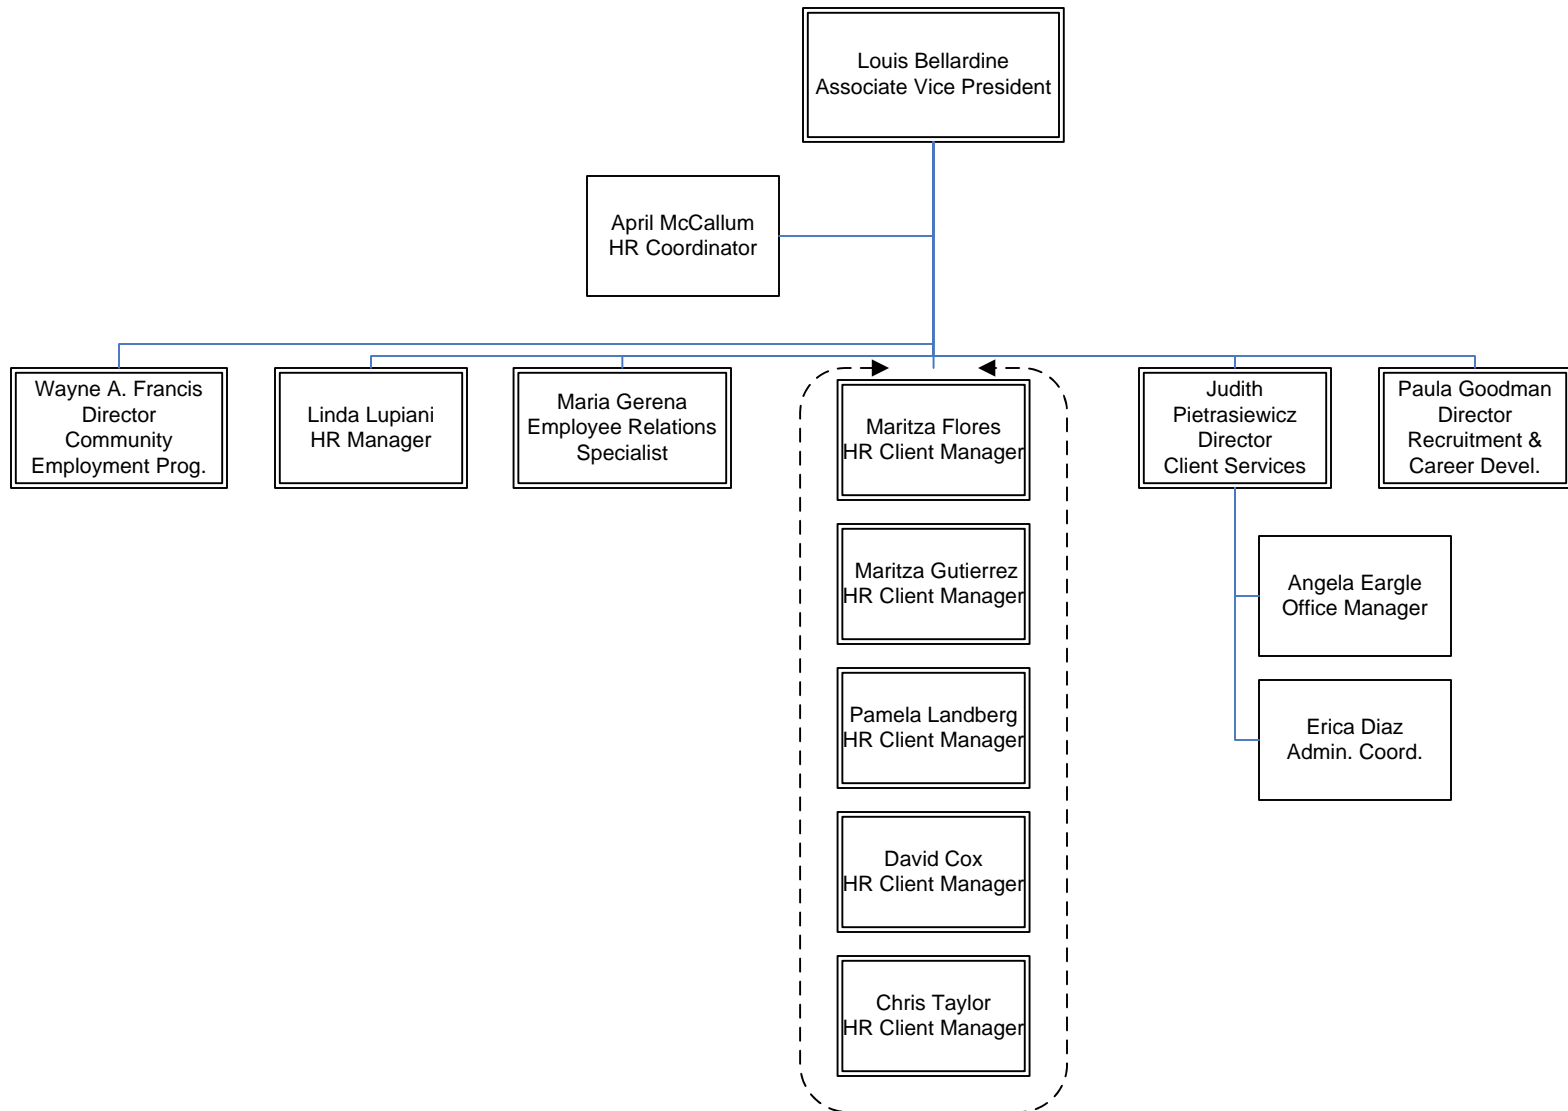 Louis Bellardine
Associate Vice President
April McCallum
HR Coordinator
Wayne A. Francis
Director
Community
Employment Prog.
Linda Lupiani
HR Manager
Maria Gerena
Employee Relations
Specialist
Maritza Flores
HR Client Manager
Judith
Pietrasiewicz
Director
Client Services
Paula Goodman
Director
Recruitment &
Career Devel.
Maritza Gutierrez
HR Client Manager
Angela Eargle
Office Manager
Pamela Landberg
HR Client Manager
Erica Diaz
Admin. Coord.
David Cox
HR Client Manager
Chris Taylor
HR Client Manager